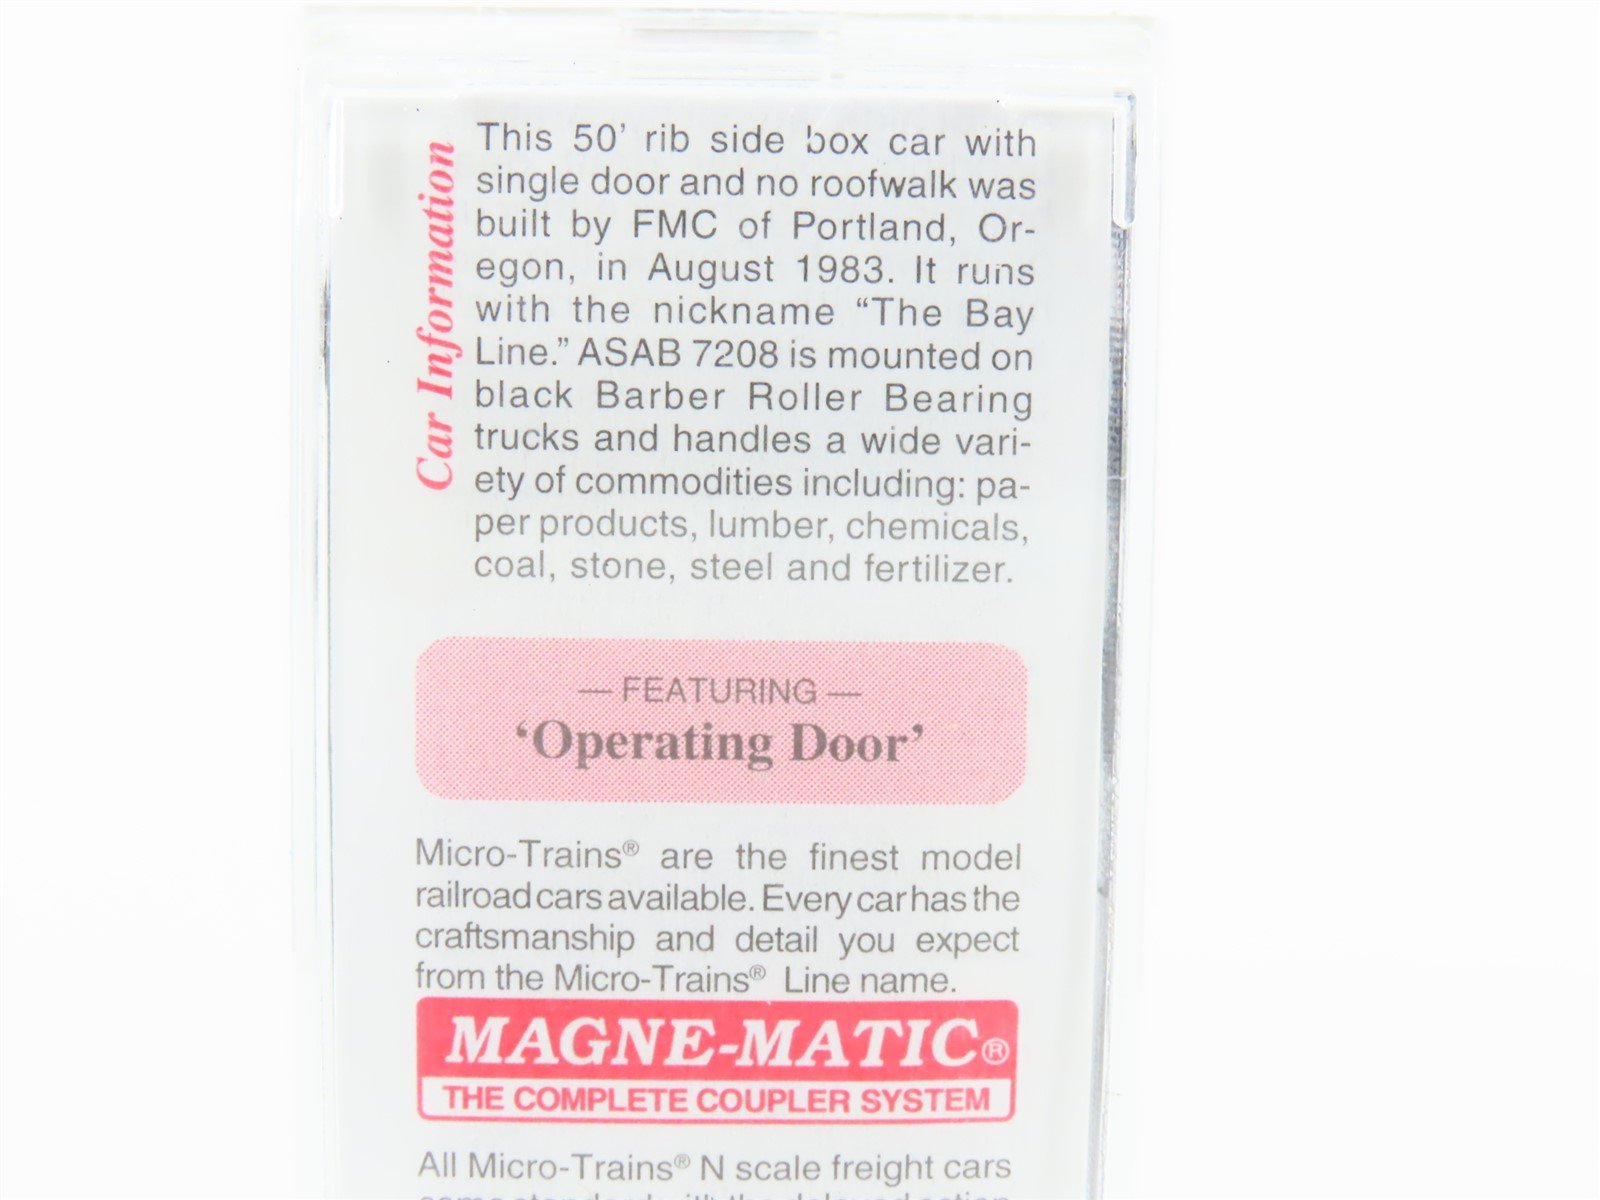 Car Information
This 50' rib side box car with
single door and no roofwalk was
built by FMC of Portland, Or-
egon, in August 1983. It runs
with the nickname “The Bay
Line.” ASAB 7208 is mounted on
black Barber Roller Bearing
trucks and handles a wide vari-
ety of commodities including: pa-
per products, lumber, chemicals,
coal, stone, steel and fertilizer.
— FEATURING —
‘Operating Door’
Micro-Trains® are the finest model
railroad cars available. Every car has the
craftsmanship and detail you expect
from the Micro-Trains® Line name.
MAGNE-MATIC®
THE COMPLETE COUPLER SYSTEM
All Micro-Trains® N scale freight cars